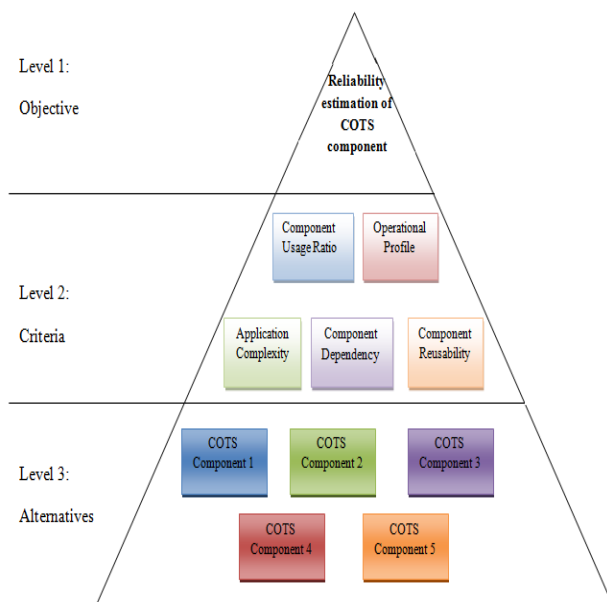 Level 1:
Objective
Reliability
estimation of
COTS
component
Level 2:
Criteria
Component
Usage Ratio
Operational
Profile
Application
Complexity
Component
Dependency
Component
Reusability
Level 3:
Alternatives
COTS
Component 1
COTS
Component 2
COTS
Component 3
COTS
Component 4
COTS
Component 5